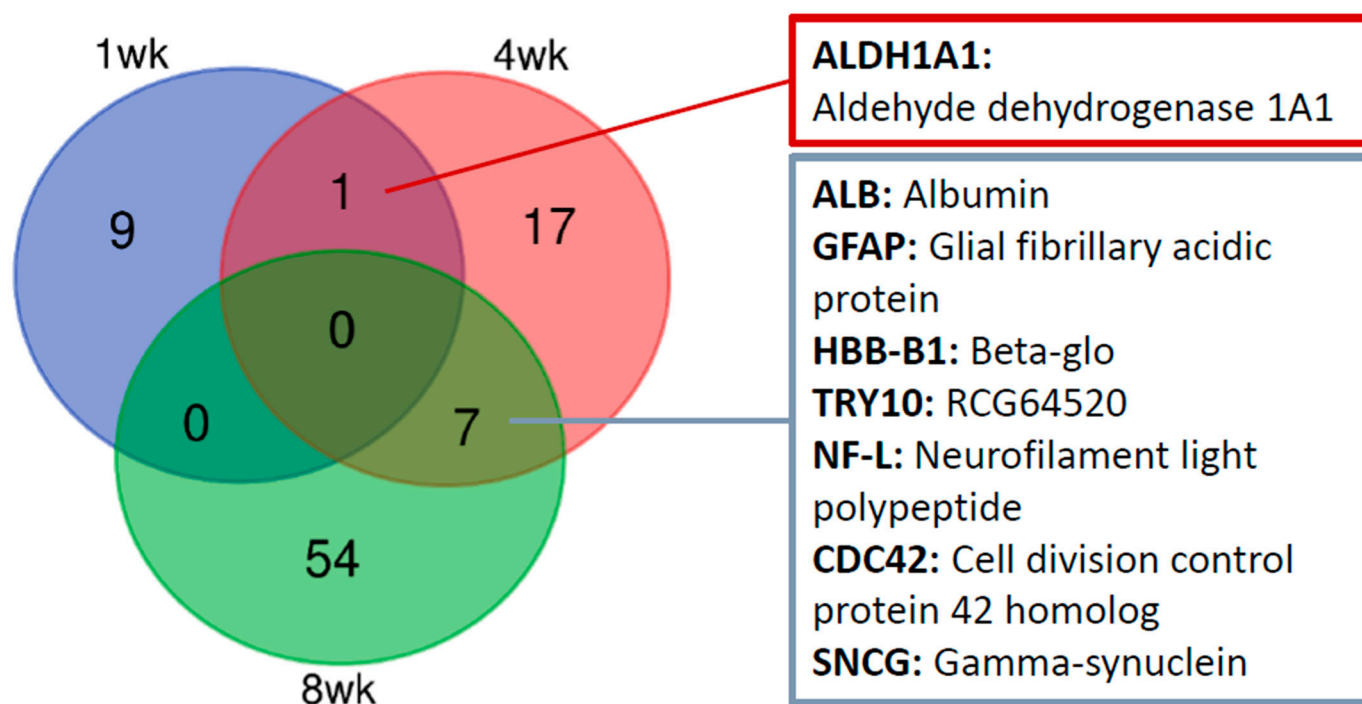 1wk
4wk
9
1
17
0
0
7
54
8wk
ALDH1A1:
Aldehyde dehydrogenase 1A1
ALB: Albumin
GFAP: Glial fibrillary acidic
protein
HBB-B1: Beta-glo
TRY10: RCG64520
NF-L: Neurofilament light
polypeptide
CDC42: Cell division control
protein 42 homolog
SNCG: Gamma-synuclein